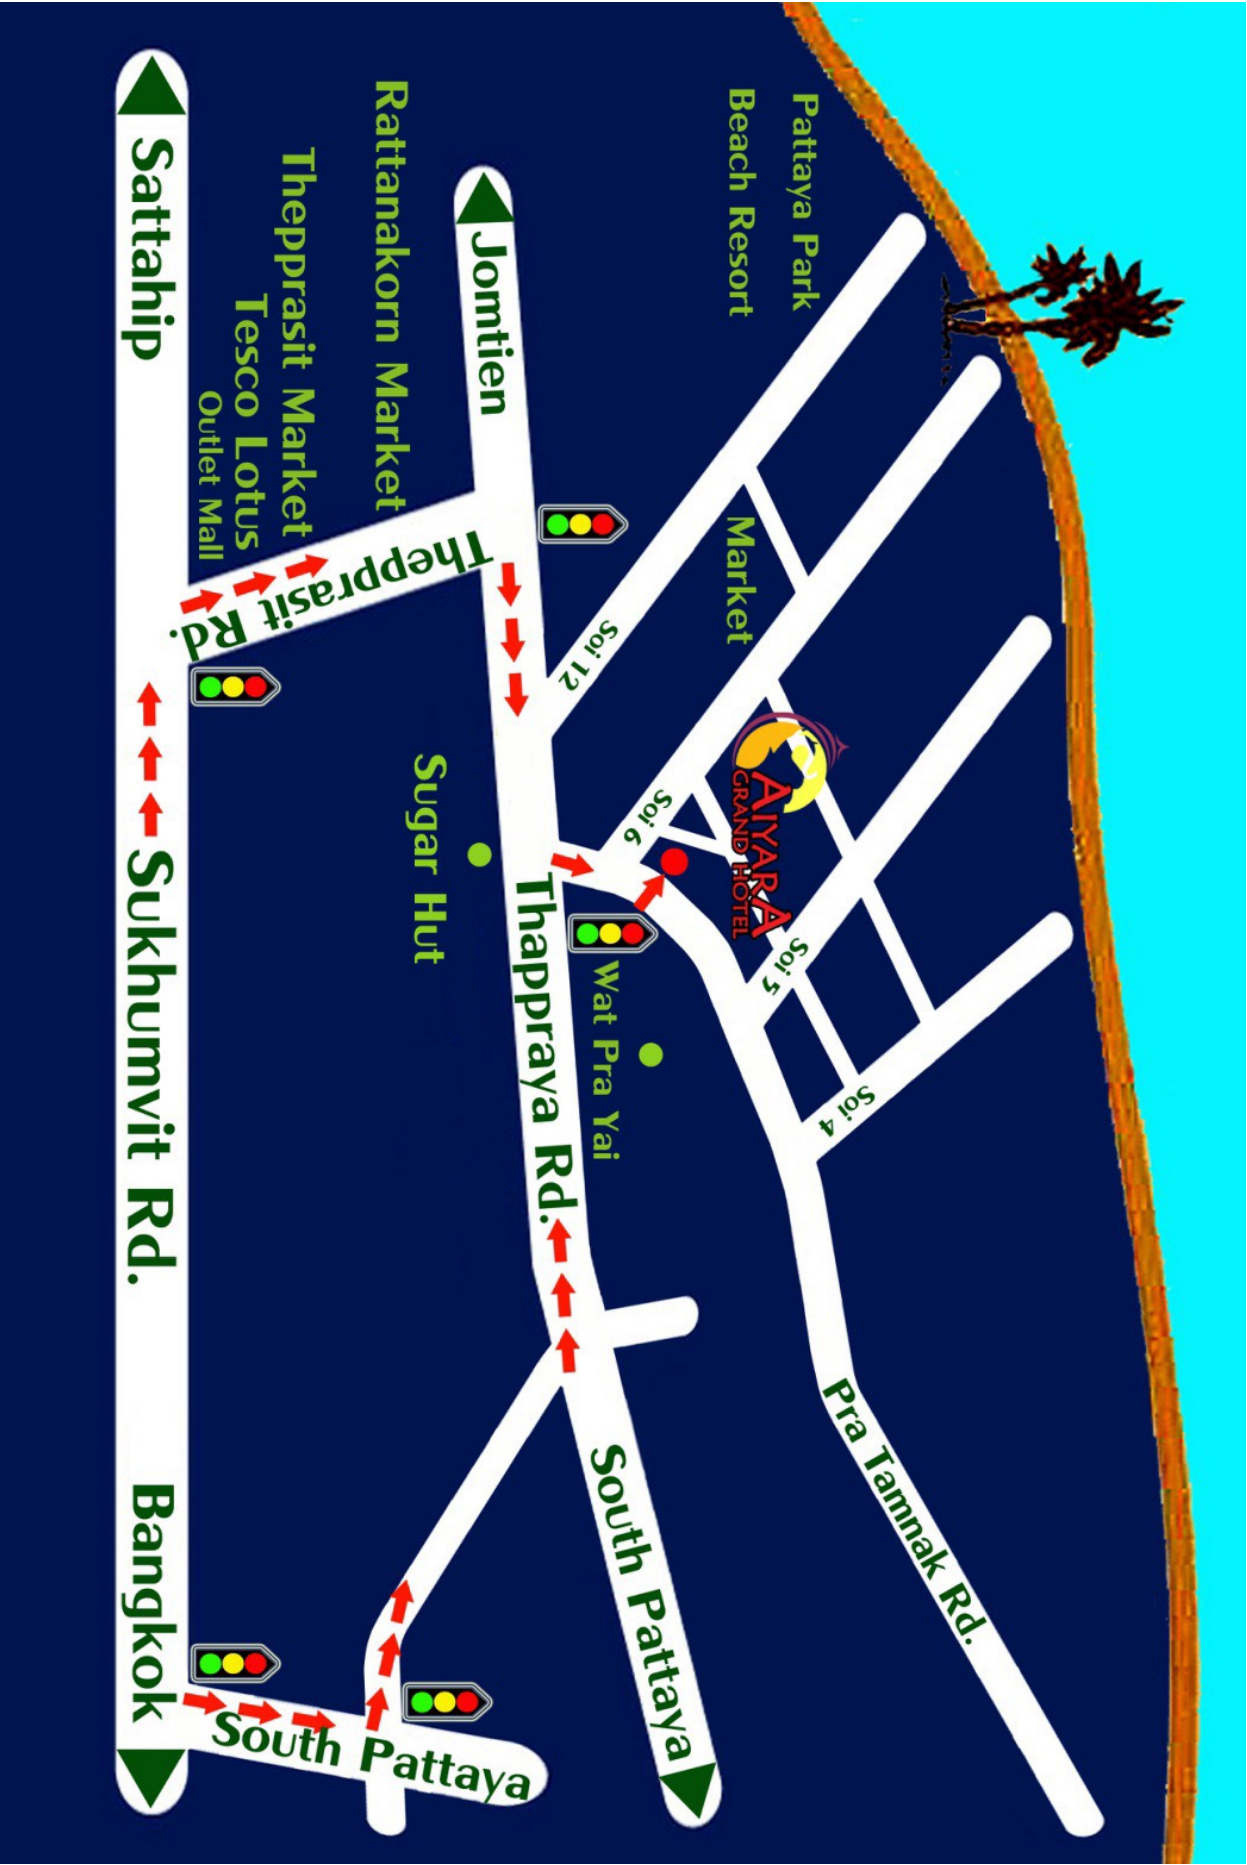 Pattaya Park
Beach Resort
Market
Soi 12
Soi 6
Soi 5
Soi 4
AIYARA
GRAND HOTEL
Pra Tamnak Rd.
Wat Pra Yai
Jomtien
Thappraya Rd.
South Pattaya
Sugar Hut
Rattanakorn Market
Thepprasit Market
Tesco Lotus
Outlet Mall
Thepprasit Rd.
South Pattaya
Sattahip
Sukhumvit Rd.
Bangkok